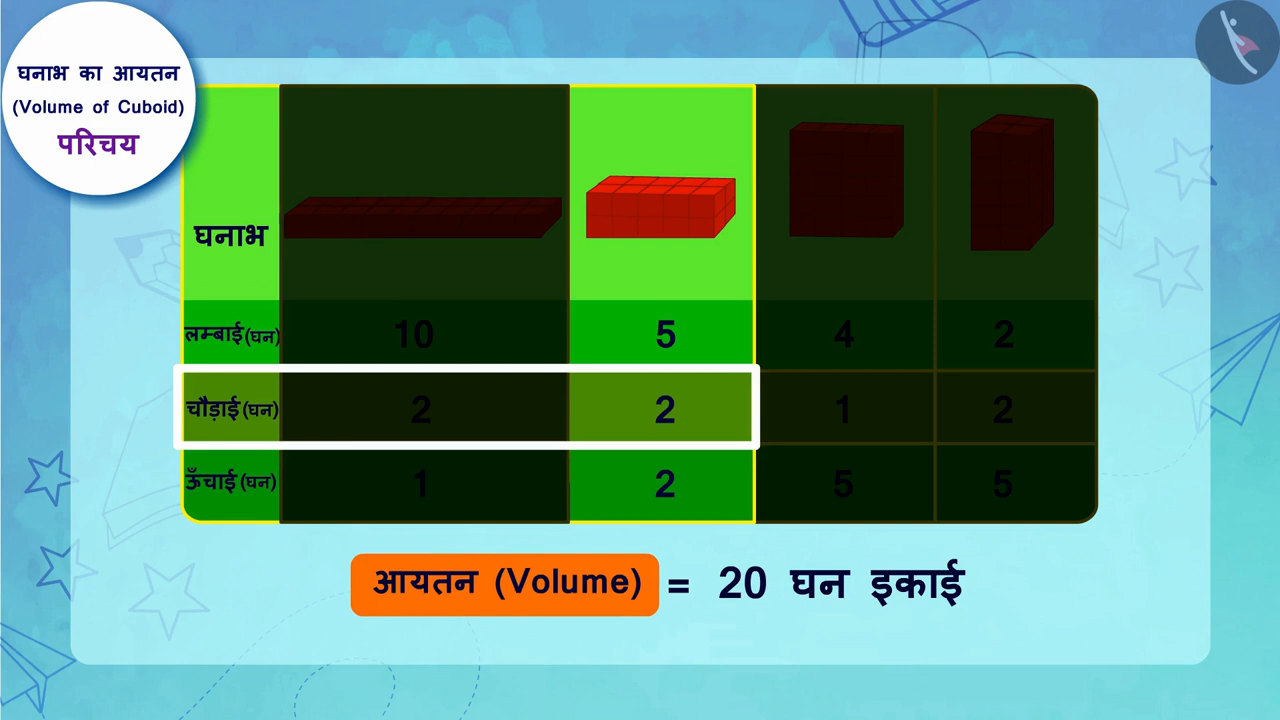 घनाभ का आयतन
(Volume of Cuboid)
परिचय
घनाभ
लम्बाई(घन) 10 5 4 2
चौड़ाई(घन) 2 2 1 2
ऊँचाई(घन) 1 2 5 5
आयतन (Volume) = 20 घन इकाई